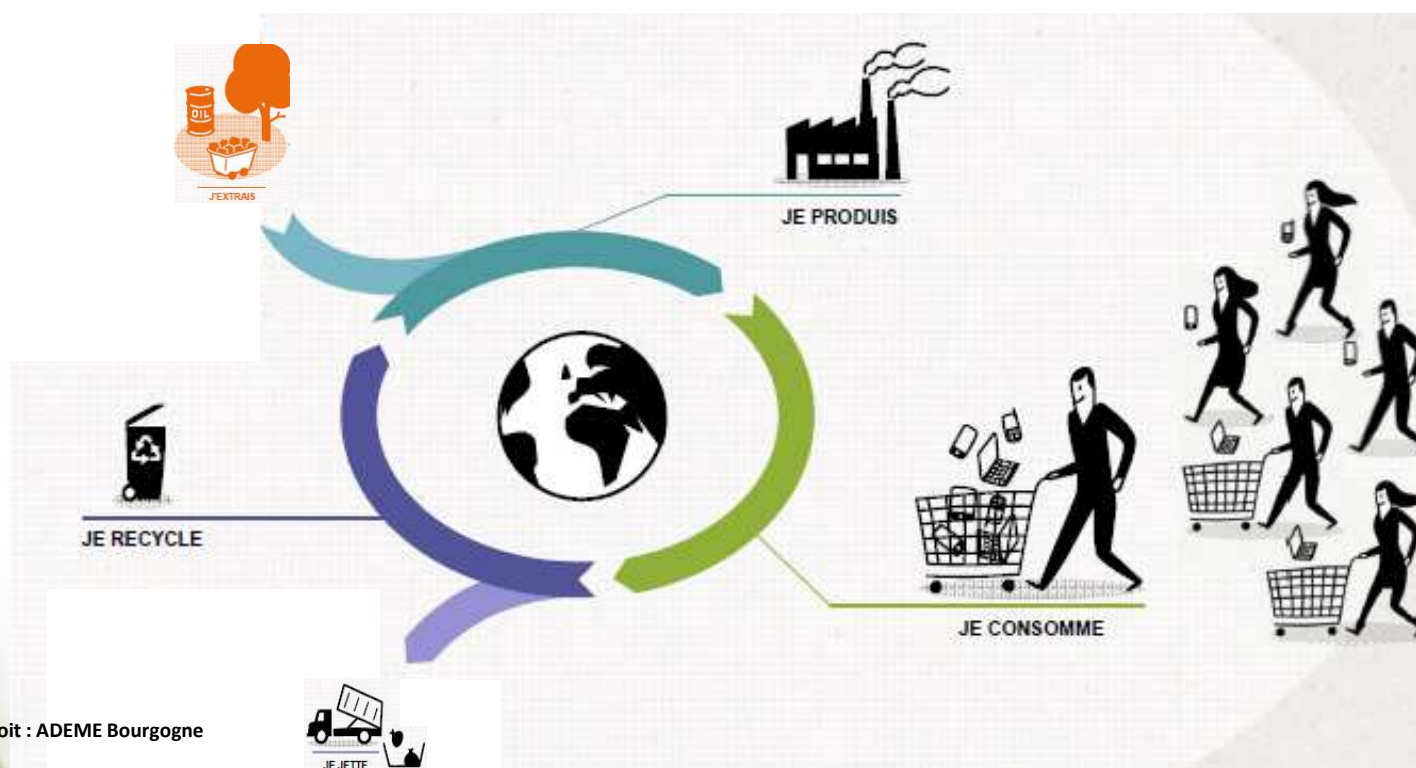 OIL
J'EXTRAIS
JE PRODUIS
JE RECYCLE
JE CONSOMME
oit : ADEME Bourgogne
JE JETTE